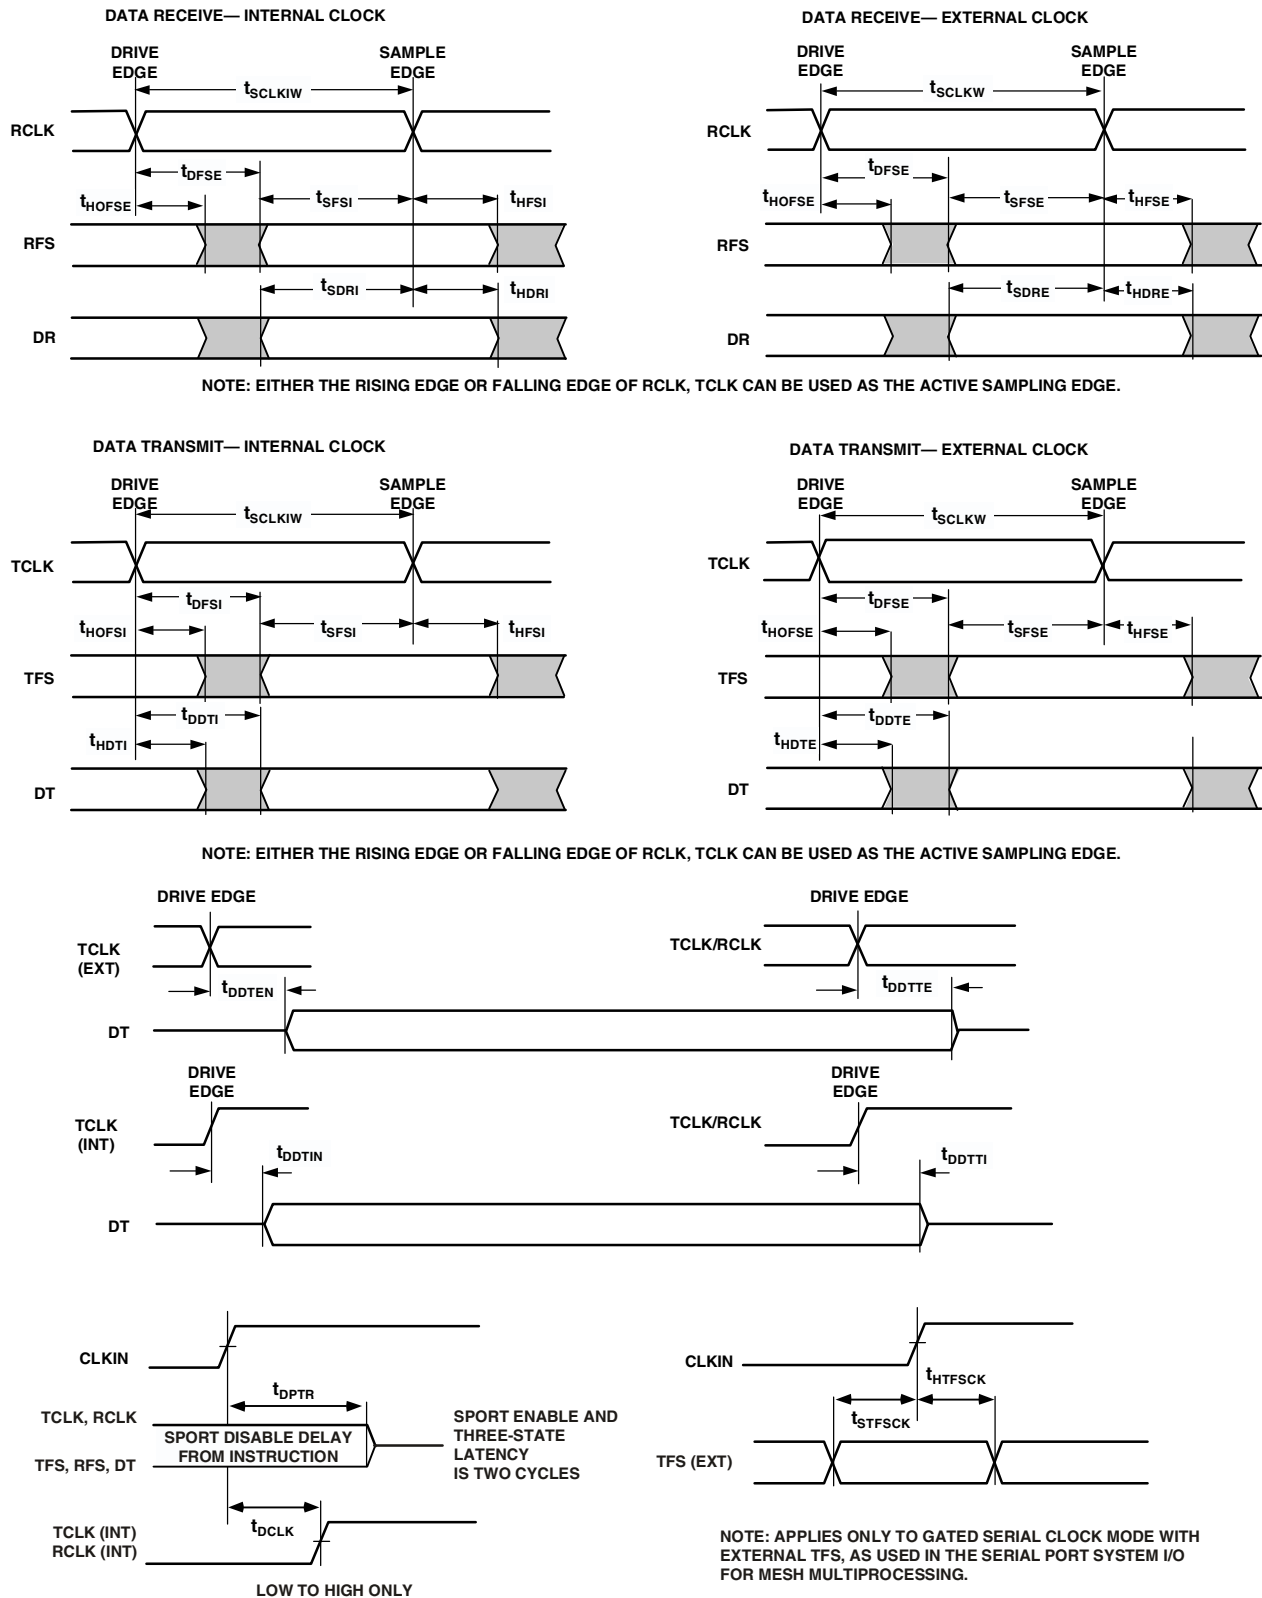 DATA RECEIVE— INTERNAL CLOCK
DRIVE EDGE
SAMPLE EDGE
tSCLKIW
RCLK
tDFSE
tHOFSE
tSFSI
tHFSI
RFS
tSDRI
tHDRI
DR
DATA RECEIVE— EXTERNAL CLOCK
DRIVE EDGE
SAMPLE EDGE
tSCLKW
RCLK
tDFSE
tHOFSE
tSFSE
tHFSE
RFS
tSDRE
tHDRE
DR
NOTE: EITHER THE RISING EDGE OR FALLING EDGE OF RCLK, TCLK CAN BE USED AS THE ACTIVE SAMPLING EDGE.
DATA TRANSMIT— INTERNAL CLOCK
DRIVE EDGE
SAMPLE EDGE
tSCLKIW
TCLK
tDFSI
tHOFSI
tSFSI
tHFSI
TFS
tDDTI
tHDTI
DT
DATA TRANSMIT— EXTERNAL CLOCK
DRIVE EDGE
SAMPLE EDGE
tSCLKW
TCLK
tDFSE
tHOFSE
tSFSE
tHFSE
TFS
tDDTE
tHDTE
DT
NOTE: EITHER THE RISING EDGE OR FALLING EDGE OF RCLK, TCLK CAN BE USED AS THE ACTIVE SAMPLING EDGE.
DRIVE EDGE
DRIVE EDGE
TCLK
(EXT)
TCLK/RCLK
tDDTEN
tDDTTE
DT
DRIVE
EDGE
DRIVE
EDGE
TCLK
(INT)
TCLK/RCLK
tDDTIN
tDDTTI
DT
CLKIN
tDPTR
TCLK, RCLK
SPORT DISABLE DELAY
FROM INSTRUCTION
TFS, RFS, DT
SPORT ENABLE AND
THREE-STATE
LATENCY
IS TWO CYCLES
tDCLK
TCLK (INT)
RCLK (INT)
LOW TO HIGH ONLY
CLKIN
tHTFSCK
tSTFSCK
TFS (EXT)
NOTE: APPLIES ONLY TO GATED SERIAL CLOCK MODE WITH
EXTERNAL TFS, AS USED IN THE SERIAL PORT SYSTEM I/O
FOR MESH MULTIPROCESSING.